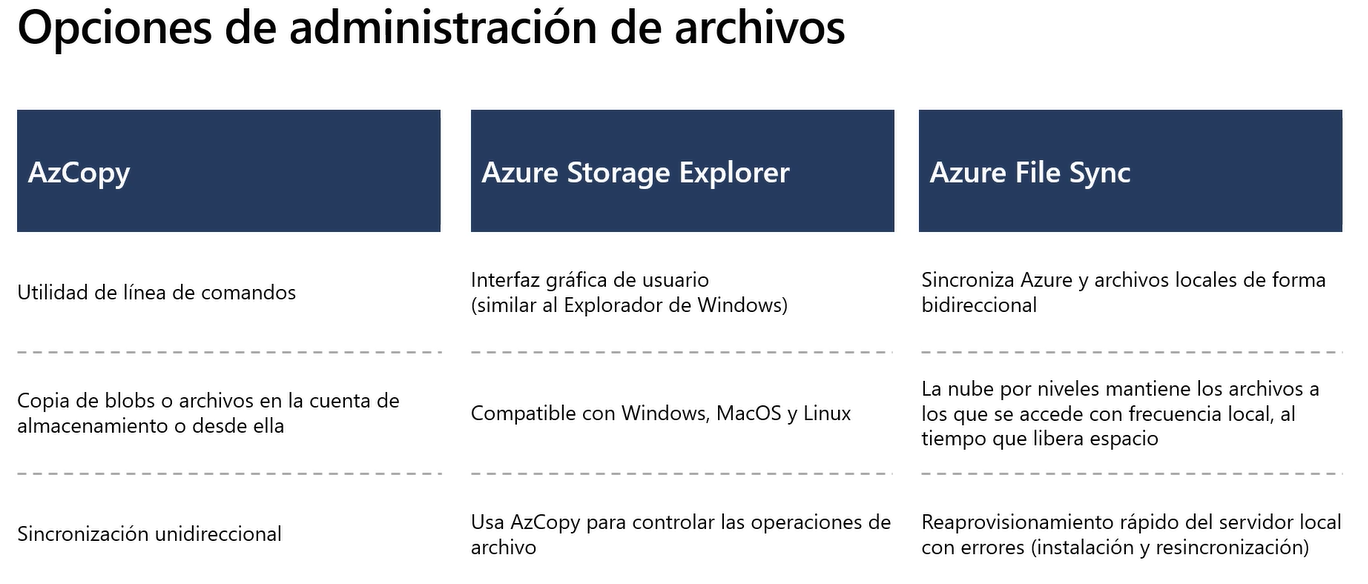 Opciones de administración de archivos
AzCopy
Utilidad de línea de comandos
Copia de blobs o archivos en la cuenta de
almacenamiento o desde ella
Sincronización unidireccional
Azure Storage Explorer
Interfaz gráfica de usuario
(similar al Explorador de Windows)
Compatible con Windows, MacOS y Linux
Usa AzCopy para controlar las operaciones de
archivo
Azure File Sync
Sincroniza Azure y archivos locales de forma
bidireccional
La nube por niveles mantiene los archivos a
los que se accede con frecuencia local, al
tiempo que libera espacio
Reaprovisionamiento rápido del servidor local
con errores (instalación y resincronización)